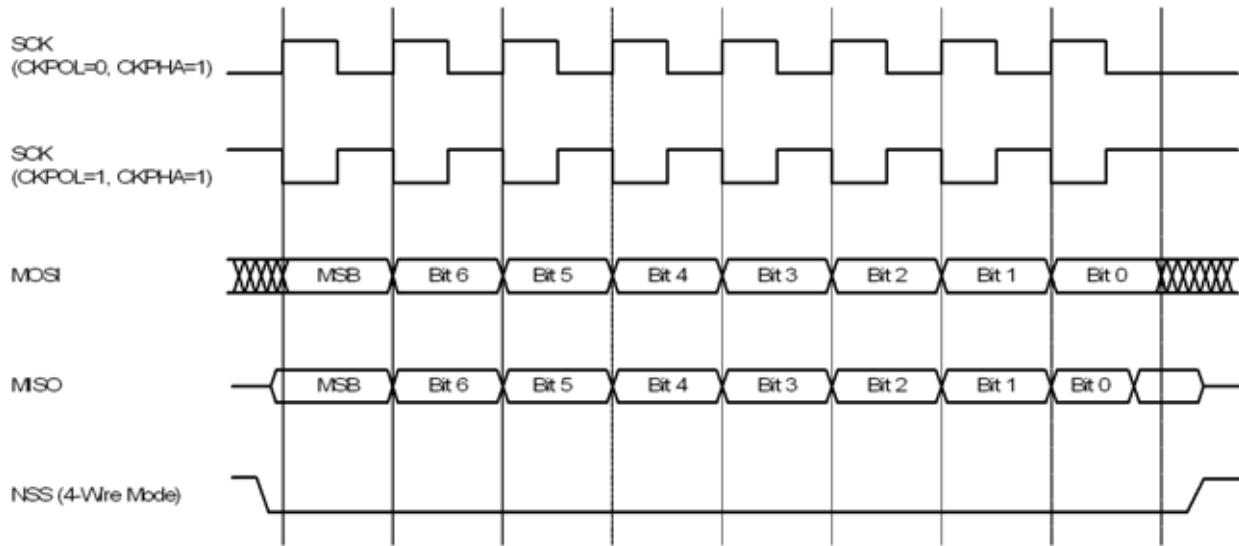 SCK
(CKPOL=0, CKPHA=1)
SCK
(CKPOL=1, CKPHA=1)
MOSI MSB Bit 6 Bit 5 Bit 4 Bit 3 Bit 2 Bit 1 Bit 0
MISO MSB Bit 6 Bit 5 Bit 4 Bit 3 Bit 2 Bit 1 Bit 0
NSS (4-Wire Mode)